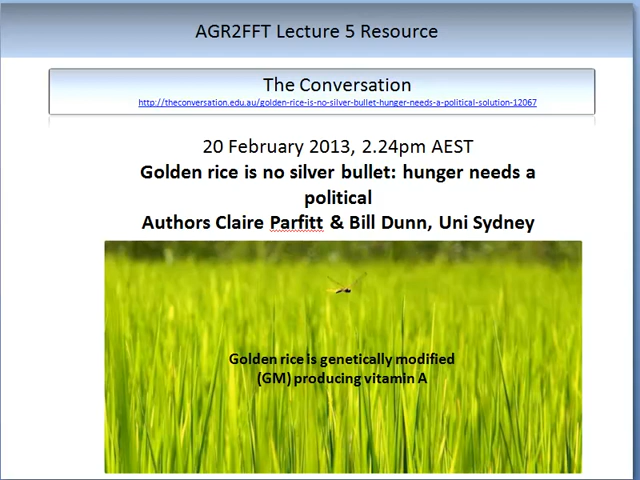 AGR2FFT Lecture 5 Resource
The Conversation
http://theconversation.edu.au/golden-rice-is-no-silver-bullet-hunger-needs-a-political-solution-12067
20 February 2013, 2.24pm AEST
Golden rice is no silver bullet: hunger needs a
political
Authors Claire Parfitt & Bill Dunn, Uni Sydney
Golden rice is genetically modified
(GM) producing vitamin A